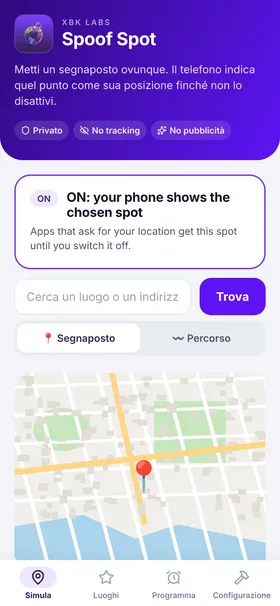 XBK LABS
Spoof Spot
Metti un segnaposto ovunque. Il telefono indica
quel punto come sua posizione finché non lo
disattivi.
Privato
No tracking
No pubblicità
ON
ON: your phone shows the
chosen spot
Apps that ask for your location get this spot
until you switch it off.
Cerca un luogo o un indirizz
Trova
Segnaposto
Percorso
Simula
Luoghi
Programma
Configurazione